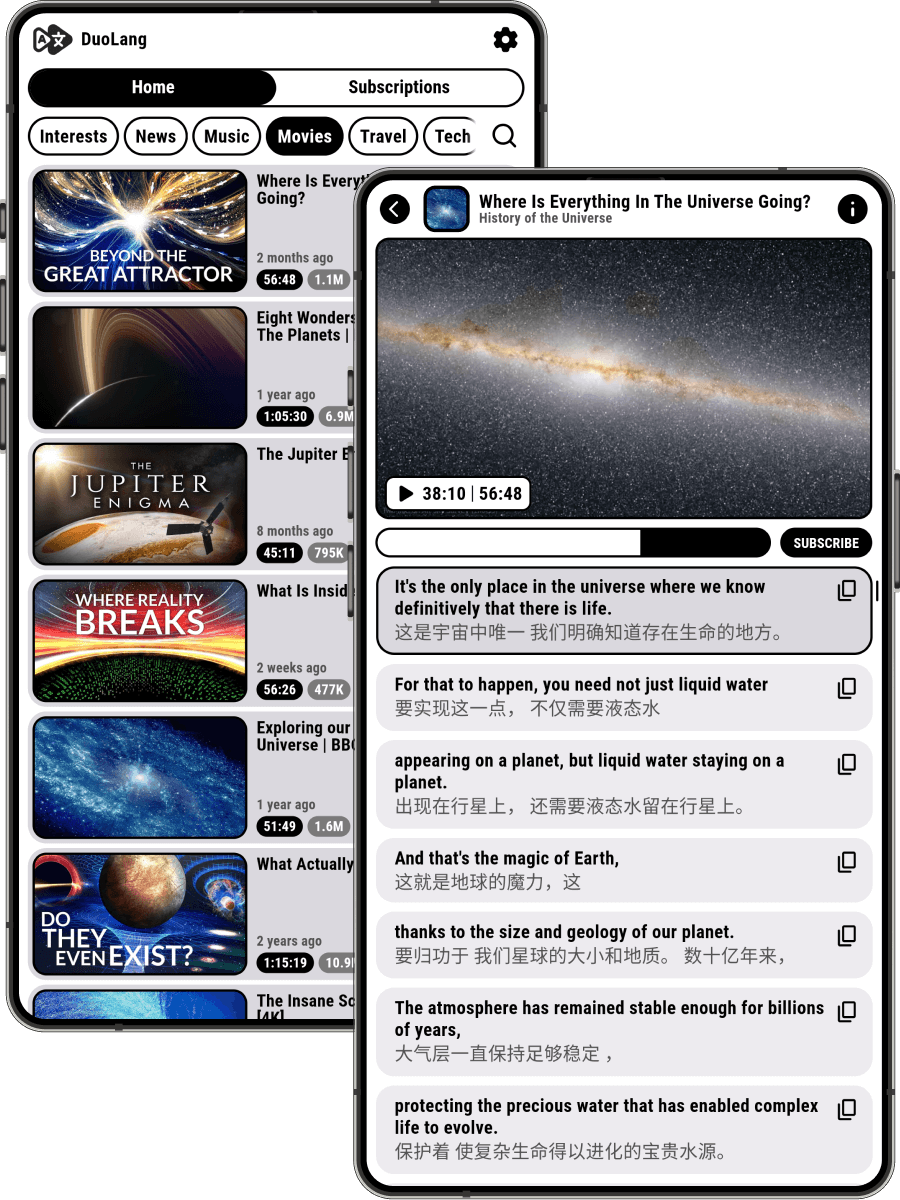 DuoLang
Home
Subscriptions
Interests
News
Music
Movies
Travel
Tech
BEYOND THE
GREAT ATTRACTOR
Where Is
Going?
2 months ago
56:48
1.1M
Eight Wonders
The Planets |
1 year ago
1:05:30
6.9M
THE
JUPITER
ENIGMA
The Jupiter
8 months ago
45:11
795K
WHERE REALITY
BREAKS
What Is
2 weeks ago
56:26
477K
Exploring our
Universe |
1 year ago
51:49
1.6M
DO
THEY
EVEN EXIST?
What Actually
2 years ago
1:15:19
The Insane
[4K]
Where Is Everything In The Universe Going?
History of the Universe
38:10 | 56:48
SUBSCRIBE
It's the only place in the universe where we know
definitively that there is life.
这是宇宙中唯一 我们明确知道存在生命的地方。
For that to happen, you need not just liquid water
要实现这一点， 不仅需要液态水
appearing on a planet, but liquid water staying on a
planet.
出现在行星上， 还需要液态水留在行星上。
And that's the magic of Earth,
这就是地球的魔力，这
thanks to the size and geology of our planet.
要归功于 我们星球的大小和地质。 数十亿年来，
The atmosphere has remained stable enough for billions
of years,
大气层一直保持足够稳定 ，
protecting the precious water that has enabled complex
life to evolve.
保护着 使复杂生命得以进化的宝贵水源。